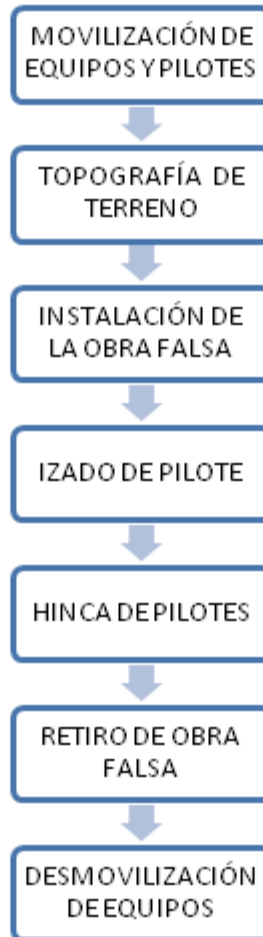 MOVILIZACIÓN DE
EQUIPOS Y PILOTES
TOPOGRAFÍA DE
TERRENO
INSTALACIÓN DE
LA OBRA FALSA
IZADO DE PILOTE
HINCA DE PILOTES
RETIRO DE OBRA
FALSA
DESMOVILIZACIÓN
DE EQUIPOS